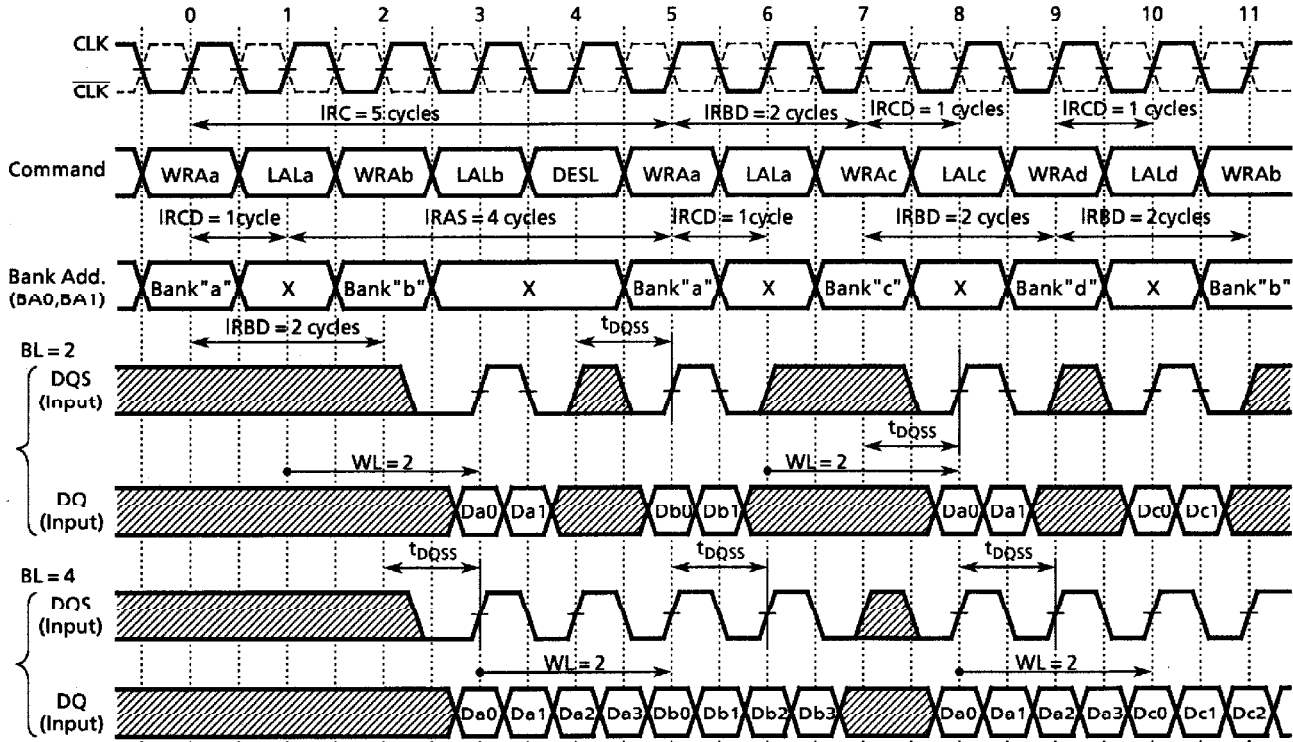 0 1 2 3 4 5 6 7 8 9 10 11
CLK
CLK
IRC = 5 cycles IRBD = 2 cycles IRCD = 1 cycles IRCD = 1 cycles
Command WRAa LALa WRAb LALb DESL WRAa LALa WRAc LALc WRAd LALd WRAb
IRCD = 1cycle IRAS = 4 cycles IRCD = 1cycle IRBD = 2 cycles IRBD = 2cycles
Bank Add. Bank"a" X Bank"b" X Bank"a" X Bank"c" X Bank"d" X Bank"b"
(BA0,BA1)
IRBD = 2 cycles tDQSS
BL = 2
DQS
(Input)
tDQSS
WL = 2 WL = 2
DQ Da0 Da1 Db0 Db1 Da0 Da1 Dc0 Dc1
(Input)
tDQSS tDQSS tDQSS
BL = 4
DQS
(Input)
WL = 2 WL = 2
DQ Da0 Da1 Da2 Da3 Db0 Db1 Db2 Db3 Da0 Da1 Da2 Da3 Dc0 Dc1 Dc2
(Input)